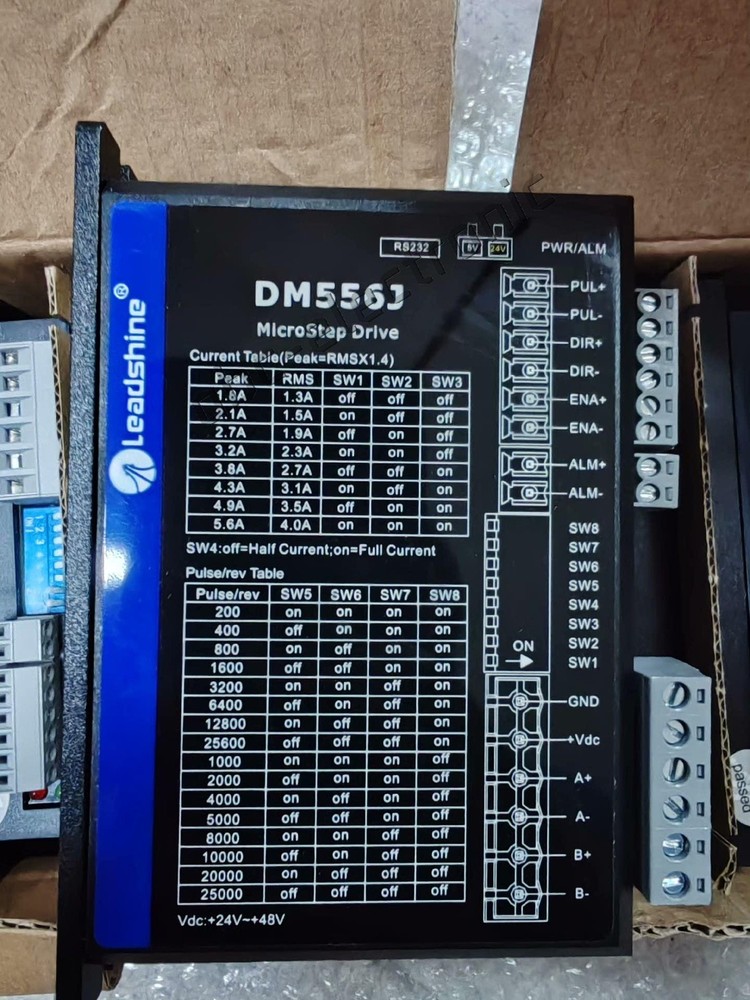 RS232
5V 24V
PWR/ALM
DM556J
MicroStep Drive
Current Table(Peak=RMSX1.4)
Peak RMS SW1 SW2 SW3
1.8A 1.3A off off off
2.1A 1.5A on off off
2.7A 1.9A off on off
3.2A 2.3A on on off
3.8A 2.7A off off on
4.3A 3.1A on off on
4.9A 3.5A off on on
5.6A 4.0A on on on
SW4:off=Half Current;on=Full Current
Pulse/rev Table
Pulse/rev SW5 SW6 SW7 SW8
200 on on on on
400 off on on on
800 on off on on
1600 off off on on
3200 on on off on
6400 off on off on
12800 on off off on
25600 off off off on
1000 on on on off
2000 off on on off
4000 on off on off
5000 off off on off
8000 on on off off
10000 off on off off
20000 on off off off
25000 off off off off
Vdc:+24V~+48V
PUL+
PUL-
DIR+
DIR-
ENA+
ENA-
ALM+
ALM-
SW8
SW7
SW6
SW5
SW4
SW3
SW2
SW1
ON
GND
+Vdc
A+
A-
B+
B-
Leadshine®
passed